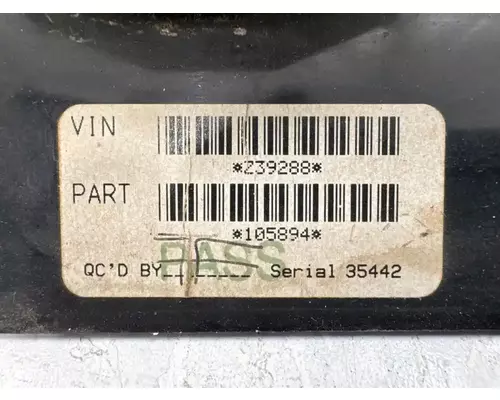 VIN
*Z39288*
PART
*105894*
PASS
QC'D BY Serial 35442